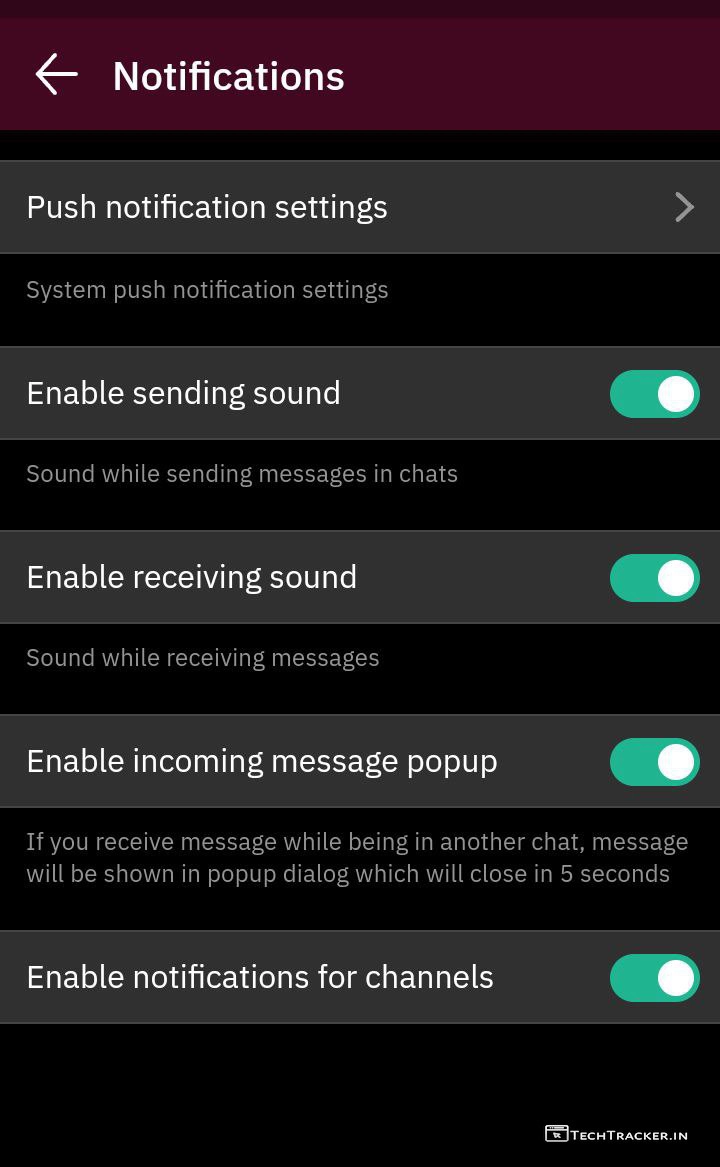 Notifications
Push notification settings
System push notification settings
Enable sending sound
Sound while sending messages in chats
Enable receiving sound
Sound while receiving messages
Enable incoming message popup
If you receive message while being in another chat, message
will be shown in popup dialog which will close in 5 seconds
Enable notifications for channels
TECHTRACKER.IN